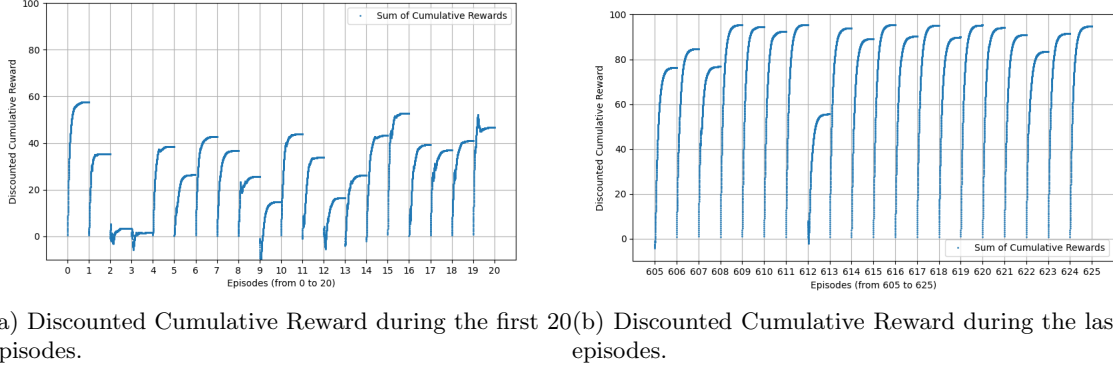 100
80
60
40
20
0
Discounted Cumulative Reward
Sum of Cumulative Rewards
0 1 2 3 4 5 6 7 8 9 10 11 12 13 14 15 16 17 18 19 20
Episodes (from 0 to 20)
100
80
60
40
20
0
Discounted Cumulative Reward
Sum of Cumulative Rewards
605 606 607 608 609 610 611 612 613 614 615 616 617 618 619 620 621 622 623 624 625
Episodes (from 605 to 625)
a) Discounted Cumulative Reward during the first 20
pisodes.
(b) Discounted Cumulative Reward during the las
episodes.